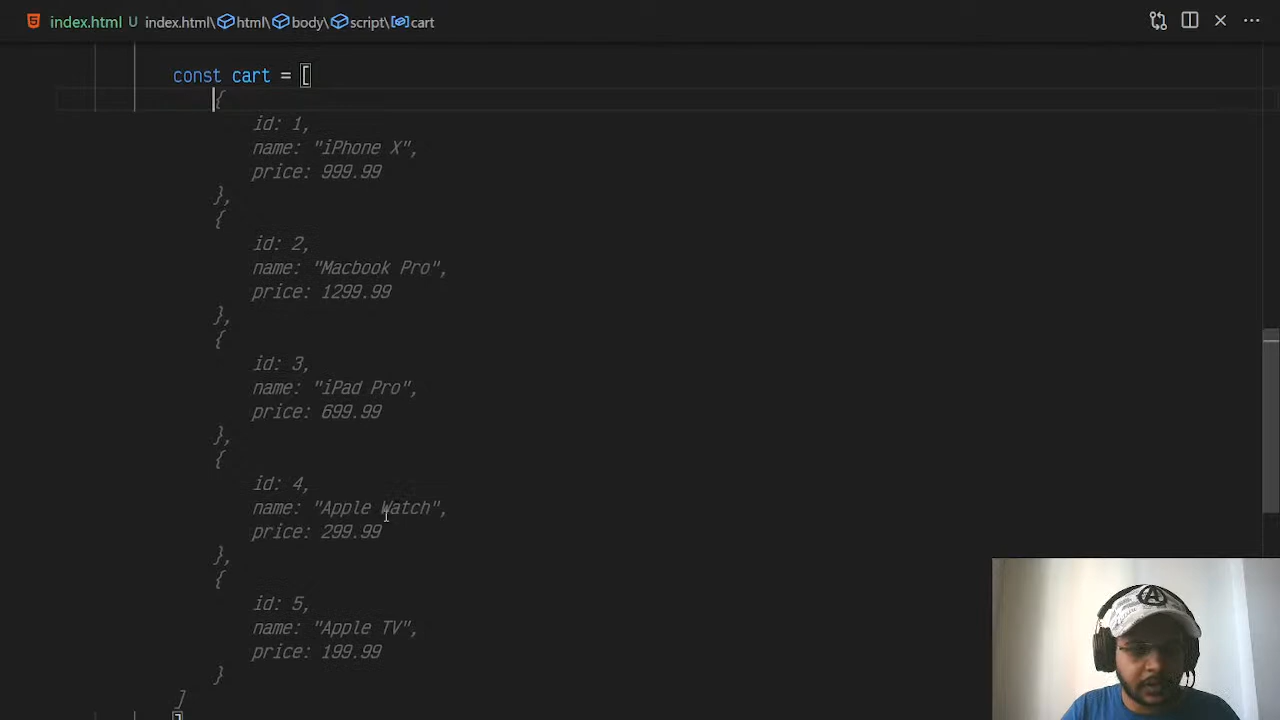 index.html U index.html\html\body\script\cart
const cart = [
{
id: 1,
name: "iPhone X",
price: 999.99
},
{
id: 2,
name: "Macbook Pro",
price: 1299.99
},
{
id: 3,
name: "iPad Pro",
price: 699.99
},
{
id: 4,
name: "Apple Watch",
price: 299.99
},
{
id: 5,
name: "Apple TV",
price: 199.99
}
]
]